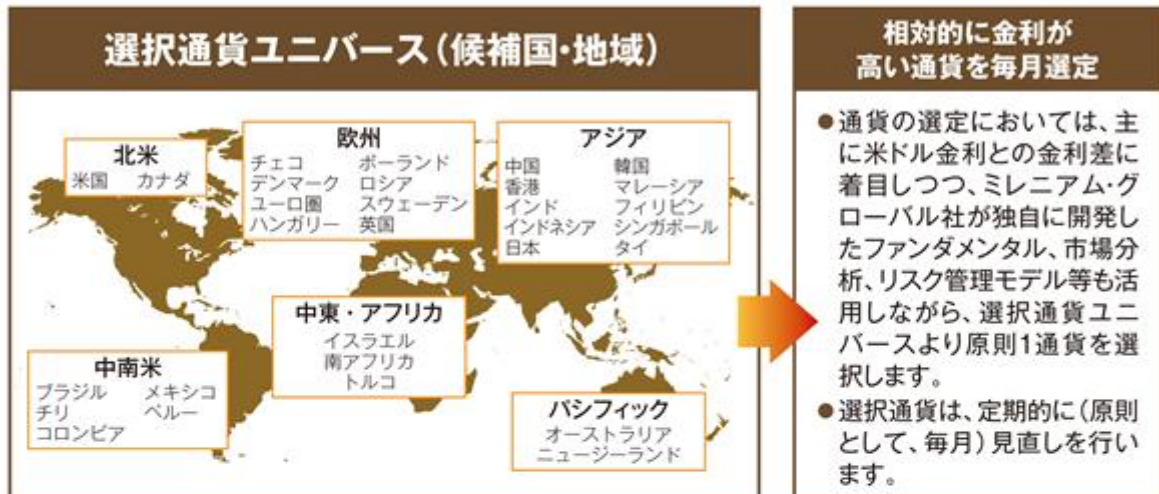 選択通貨ユニバース（候補国・地域）
北米
米国 カナダ
欧州
チェコ ポーランド
デンマーク ロシア
ユーロ圏 スウェーデン
ハンガリー 英国
アジア
中国 韓国
香港 マレーシア
インド フィリピン
インドネシア シンガポール
日本 タイ
中東・アフリカ
イスラエル
南アフリカ
トルコ
中南米
ブラジル メキシコ
チリ ペルー
コロンビア
パシフィック
オーストラリア
ニュージーランド
相対的に金利が
高い通貨を毎月選定
●通貨の選定においては、主
に米ドル金利との金利差に
着目しつつ、ミレニアム・グ
ローバル社が独自に開発し
たファンダメンタル、市場分
析、リスク管理モデル等も活
用しながら、選択通貨ユニ
バースより原則1通貨を選
択します。
●選択通貨は、定期的に（原則
として、毎月）見直しを行い
ます。